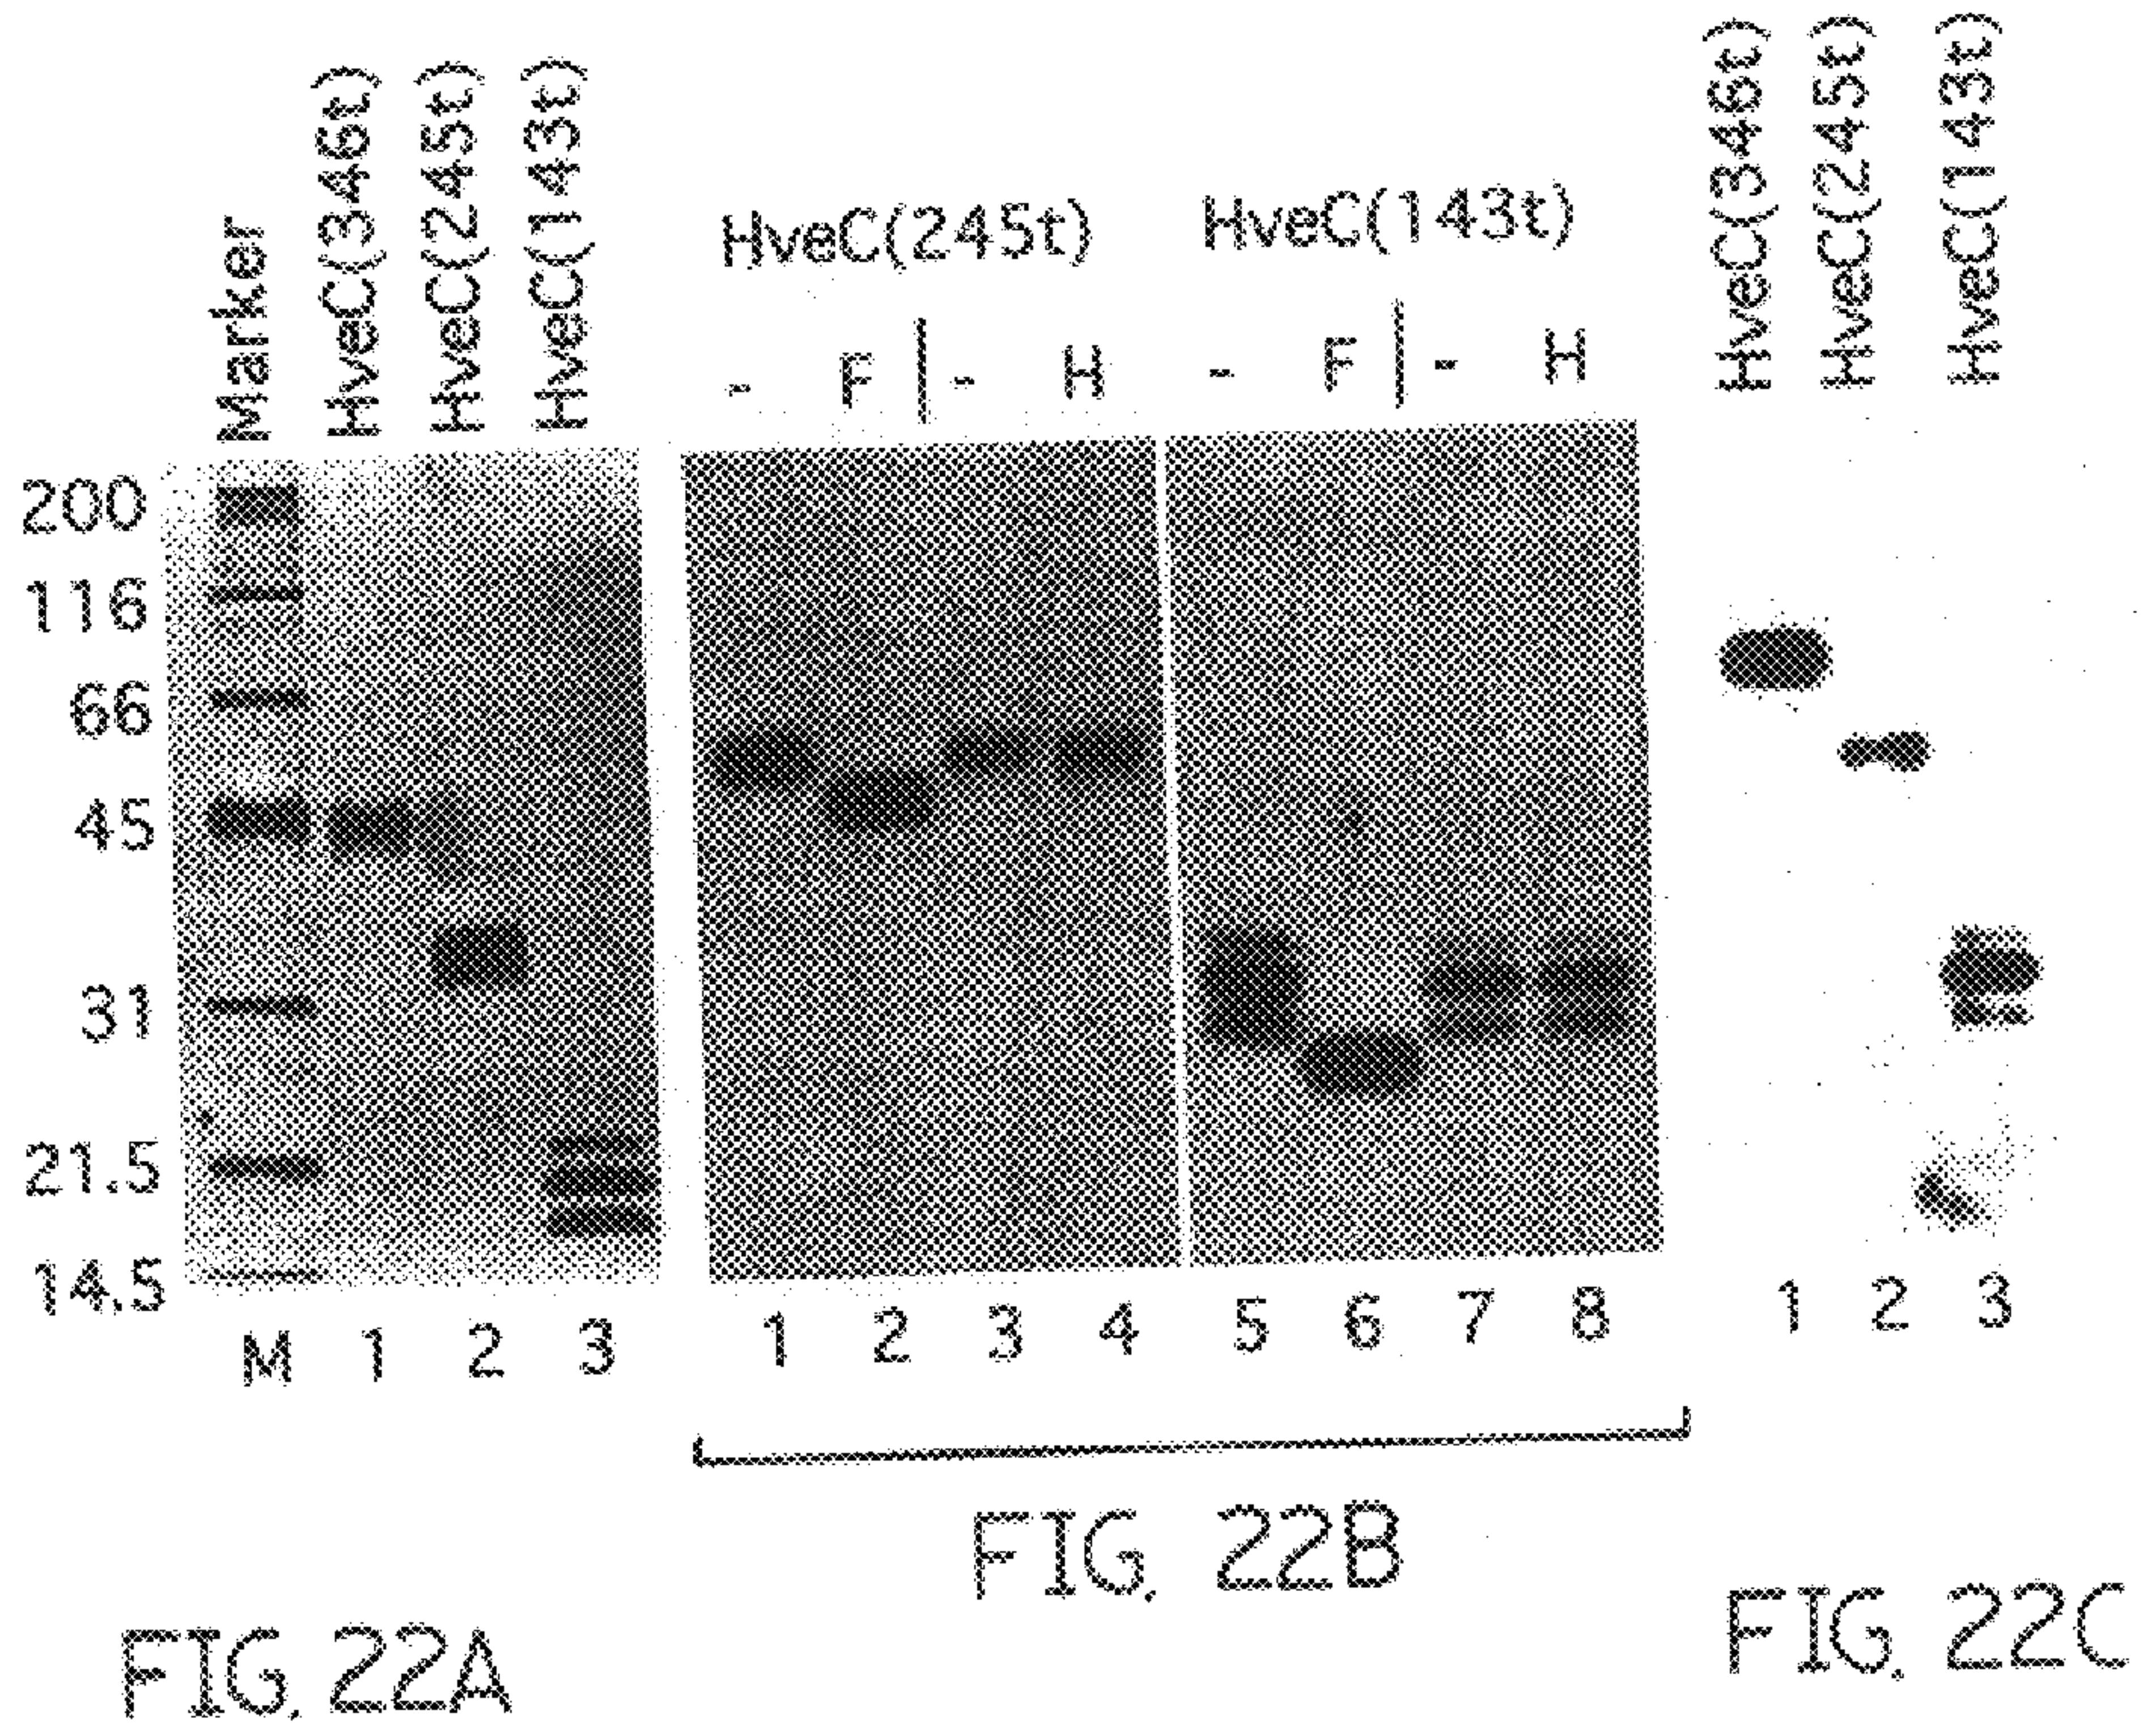 Marker
HveC(346t)
HveC(245t)
HveC(143t)
200
116
66
45
31
21.5
14.5
M 1 2 3
FIG. 22A
HveC(245t) HveC(143t)
- F | - H - F | - H
1 2 3 4 5 6 7 8
FIG. 22B
HveC(346t)
HveC(245t)
HveC(143t)
1 2 3
FIG. 22C